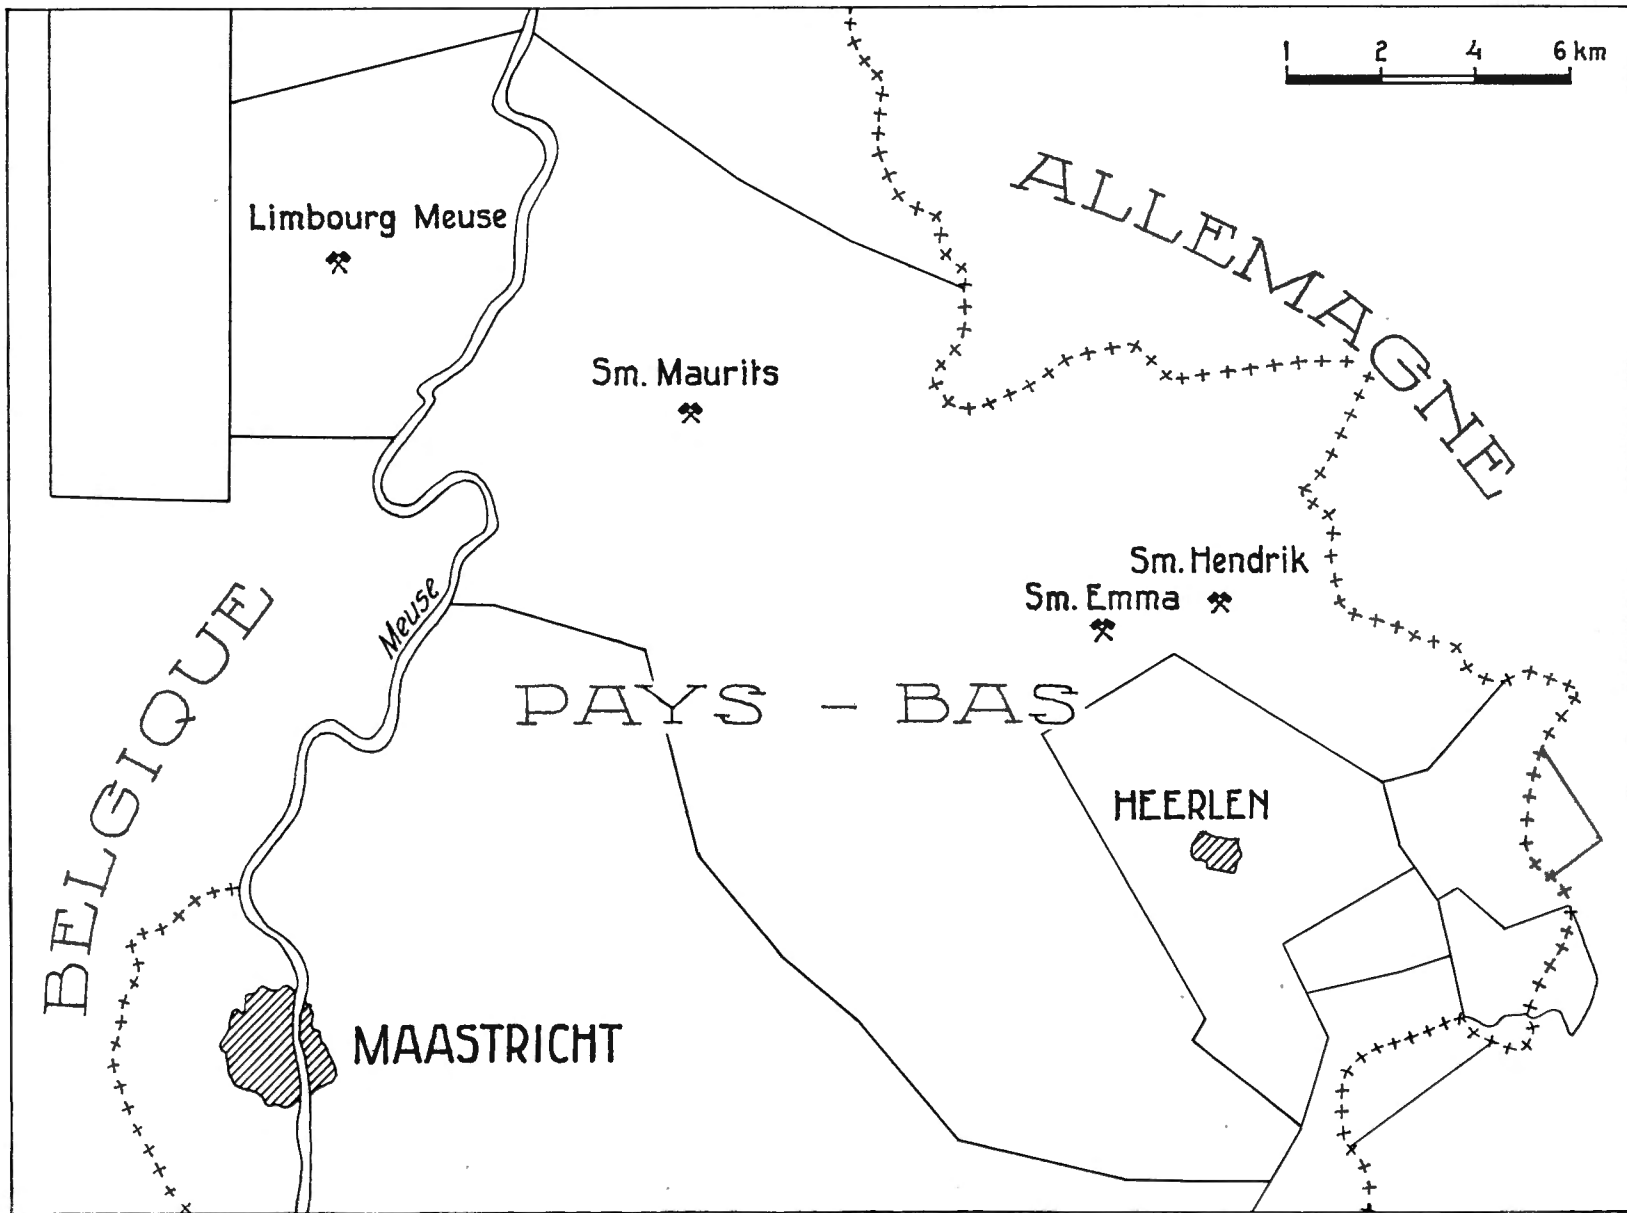 1 2 4 6 km
ALLEMAGNE
Limbourg Meuse
Sm. Maurits
Sm. Hendrik
Sm. Emma
Meuse
BELGIQUE
PAYS - BAS
HEERLEN
MAASTRICHT